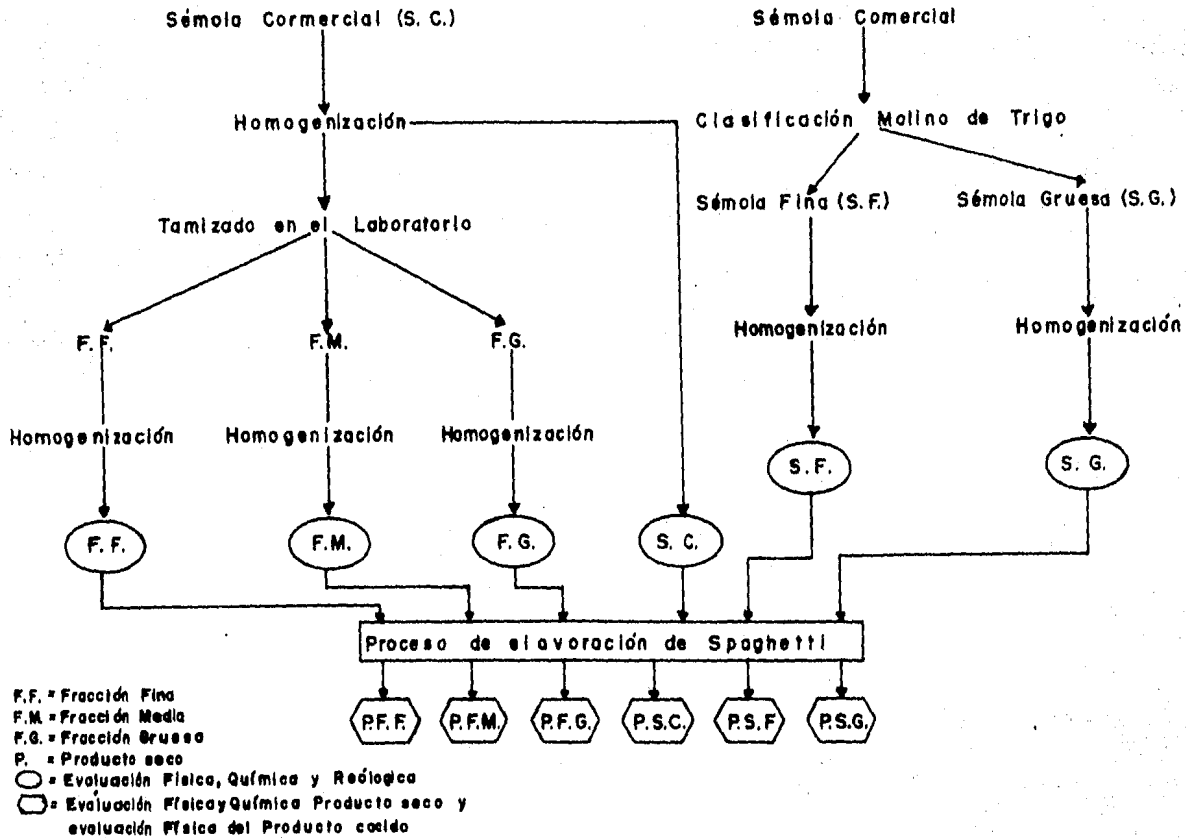 Sémola Cormercial (S. C.)
Sémola Comercial
Homogenización
Clasificación Molino de Trigo
Sémola Fina (S.F.)
Sémola Gruesa (S.G.)
Tamizado en el Laboratorio
F. F.
F.M.
F.G.
Homogenización
Homogenización
Homogenización
Homogenización
Homogenización
S. F.
S. G.
F. F.
F.M.
F. G.
S. C.
Proceso de elavoración de Spaghetti
P.F.F.
P.F.M.
P.F.G.
P.S.C.
P.S.F
P.S.G.
F.F. = Fracción Fina
F.M = Fracción Media
F.G. = Fracción Gruesa
P. = Producto seco
= Evaluación Física, Química y Reólogica
= Evaluación Física y Química Producto seco y
evaluación Física del Producto cocido